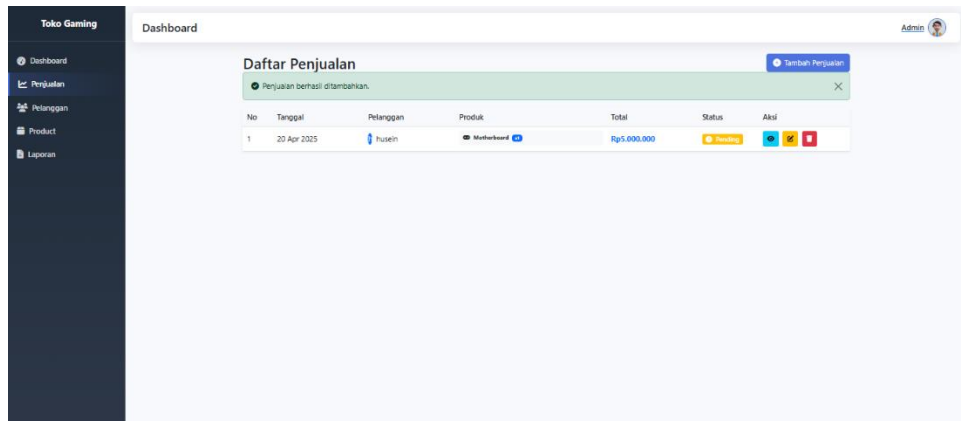 Toko Gaming
Dashboard
Admin
Dashboard
Penjualan
Pelanggan
Product
Laporan
Daftar Penjualan
Tambah Penjualan
Penjualan berhasil ditambahkan.
No Tanggal Pelanggan Produk Total Status Aksi
1 20 Apr 2025 husein Motherboard Rp5.000.000 Pending